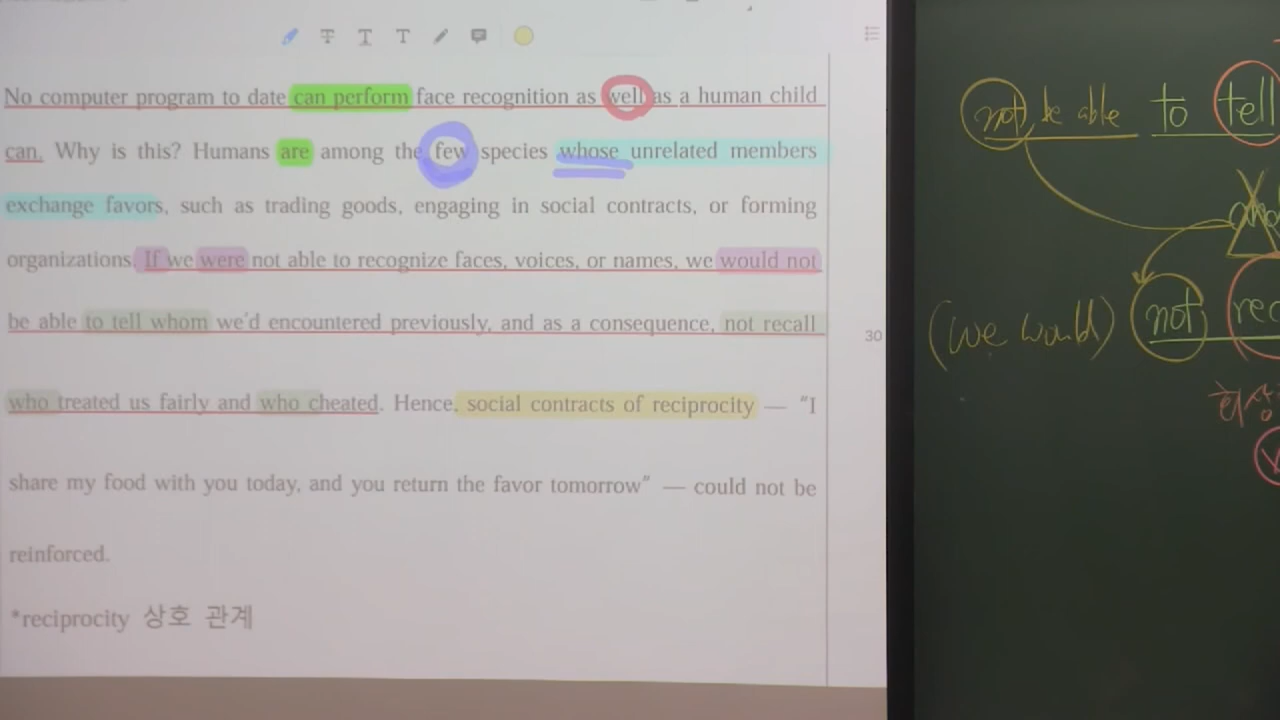 No computer program to date can perform face recognition as well as a human child
can. Why is this? Humans are among the few species whose unrelated members
exchange favors, such as trading goods, engaging in social contracts, or forming
organizations. If we were not able to recognize faces, voices, or names, we would not
be able to tell whom we'd encountered previously, and as a consequence, not recall
30
who treated us fairly and who cheated. Hence, social contracts of reciprocity — "I
share my food with you today, and you return the favor tomorrow" — could not be
reinforced.
*reciprocity 상호 관계
not be able to tell
(we would) not rec
회상